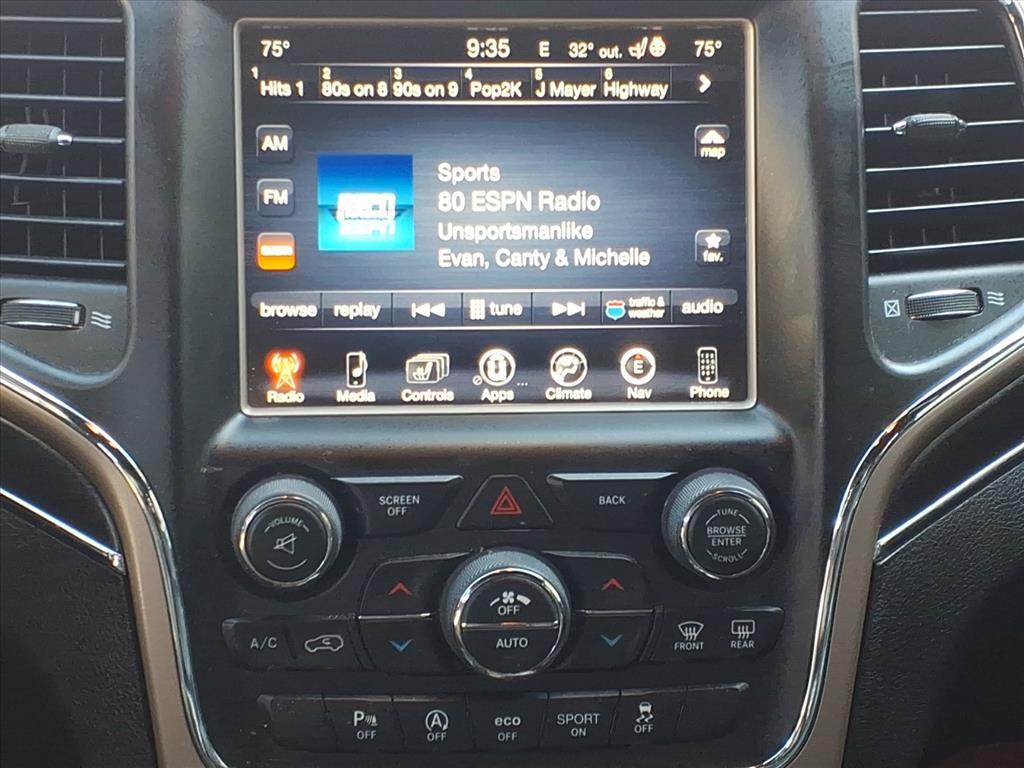 75° 9:35 E 32° out. 75°
1 Hits 1 2 80s on 8 3 90s on 9 4 Pop2K 5 J Mayer 6 Highway
AM
map
FM
ESPN
Sports
80 ESPN Radio
Unsportsmanlike
Evan, Canty & Michelle
fav.
browse replay tune traffic & weather audio
Radio Media Controls Apps ... Climate E Nav Phone
VOLUME
SCREEN OFF
BACK
TUNE
BROWSE
ENTER
SCROLL
OFF
AUTO
A/C
FRONT REAR
P OFF
A OFF
eco OFF
SPORT ON
OFF